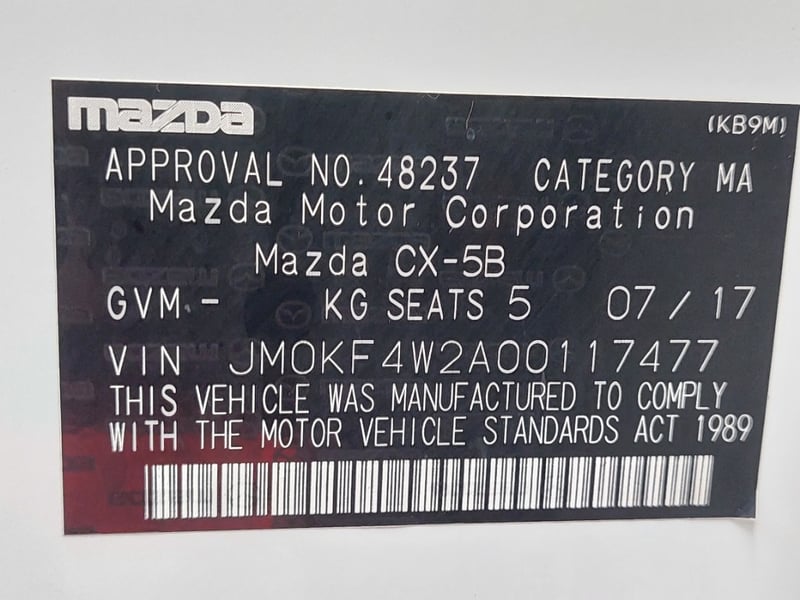 mazda
(KB9M)
APPROVAL NO. 48237 CATEGORY MA
Mazda Motor Corporation
Mazda CX-5B
GVM - KG SEATS 5 07 / 17
VIN JM0KF4W2A00117477
THIS VEHICLE WAS MANUFACTURED TO COMPLY
WITH THE MOTOR VEHICLE STANDARDS ACT 1989